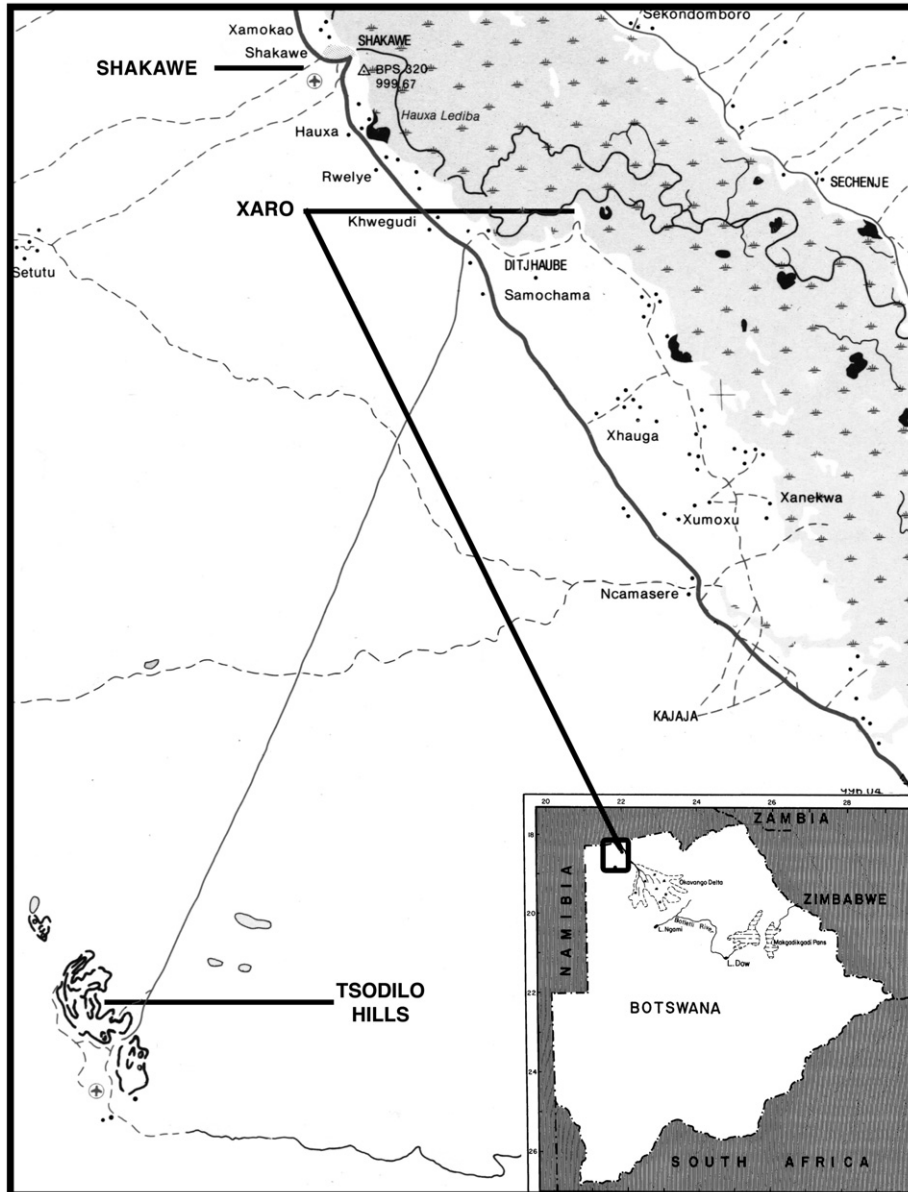 Sekondomboro
Xamokao
SHAKAWE
Shakawe
SHAKAWE
BPS 320
999,67
Hauxa Lediba
Hauxa
Rwelye
SECHENJE
XARO
Khwegudi
Setutu
DITJHAUBE
Samochama
Xhauga
Xanekwa
Xumoxu
Ncamasere
KAJAJA
TSODILO
HILLS
20 22 24 26 28
ZAMBIA
18
Okavango Delta
ZIMBABWE
NAMIBIA
20
L. Ngami
Boteti River
Makgadikgadi Pans
L. Dow
22
BOTSWANA
24
26
SOUTH AFRICA